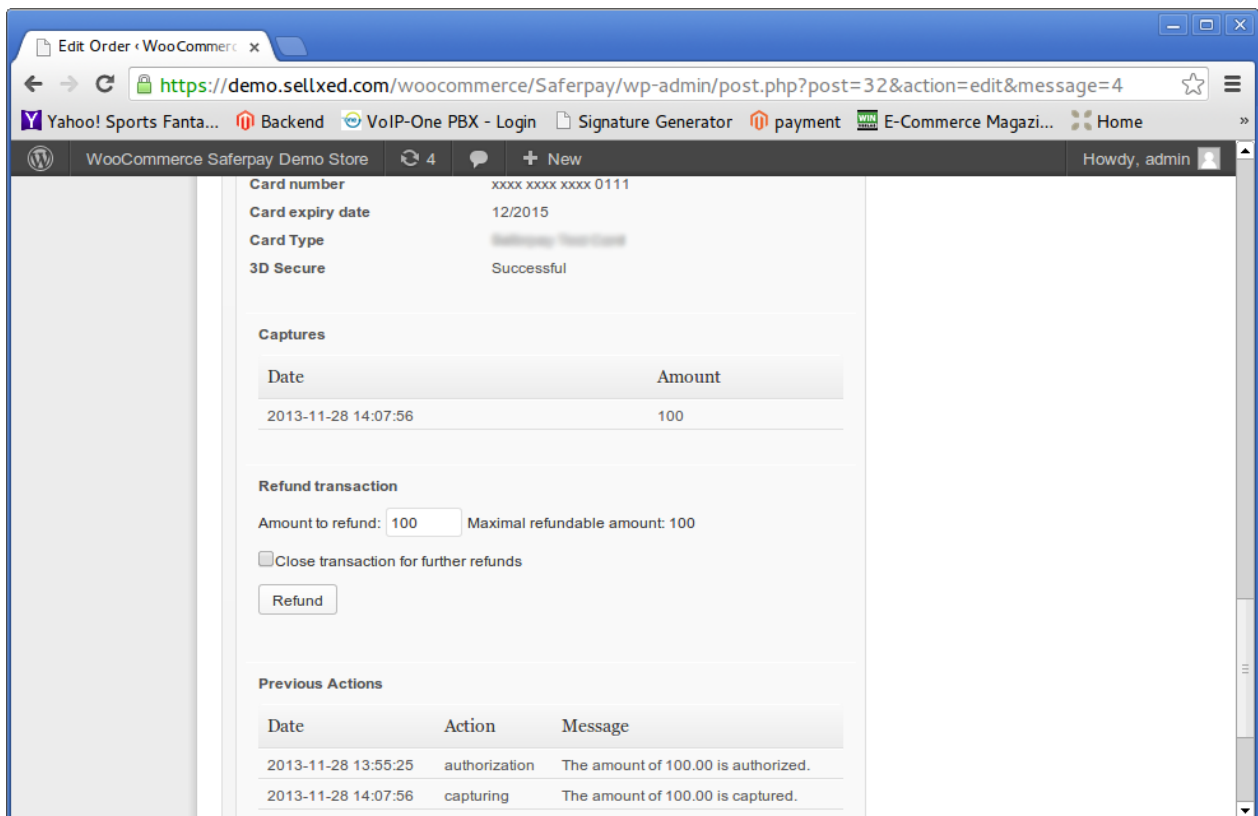 Edit Order ‹ WooCommerc
https://demo.sellxed.com/woocommerce/Saferpay/wp-admin/post.php?post=32&action=edit&message=4
Yahoo! Sports Fanta... Backend VoIP-One PBX - Login Signature Generator payment E-Commerce Magazi... Home »
WooCommerce Saferpay Demo Store 4 + New Howdy, admin
Card number xxxx xxxx xxxx 0111
Card expiry date 12/2015
Card Type
3D Secure Successful
Captures
Date Amount
2013-11-28 14:07:56 100
Refund transaction
Amount to refund: 100 Maximal refundable amount: 100
Close transaction for further refunds
Refund
Previous Actions
Date Action Message
2013-11-28 13:55:25 authorization The amount of 100.00 is authorized.
2013-11-28 14:07:56 capturing The amount of 100.00 is captured.